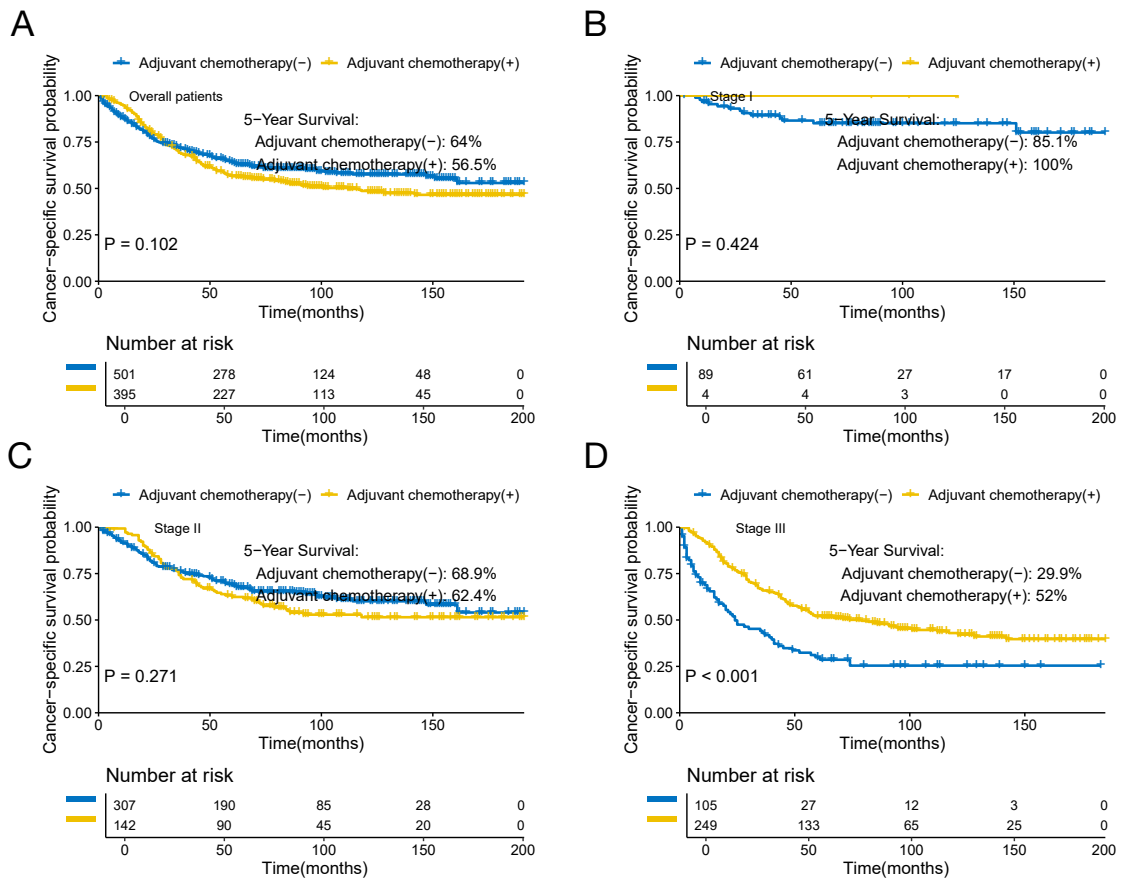 A
Cancer−specific survival probability
Adjuvant chemotherapy(−) Adjuvant chemotherapy(+)
Overall patients
5−Year Survival:
Adjuvant chemotherapy(−): 64%
Adjuvant chemotherapy(+): 56.5%
1.00
0.75
0.50
0.25
0.00
P = 0.102
0 50 100 150
Time(months)
Number at risk
501 278 124 48 0
395 227 113 45 0
0 50 100 150 200
Time(months)
B
Cancer−specific survival probability
Adjuvant chemotherapy(−) Adjuvant chemotherapy(+)
Stage I
5−Year Survival:
Adjuvant chemotherapy(−): 85.1%
Adjuvant chemotherapy(+): 100%
1.00
0.75
0.50
0.25
0.00
P = 0.424
0 50 100 150
Time(months)
Number at risk
89 61 27 17 0
4 4 3 0 0
0 50 100 150 200
Time(months)
C
Cancer−specific survival probability
Adjuvant chemotherapy(−) Adjuvant chemotherapy(+)
Stage II
5−Year Survival:
Adjuvant chemotherapy(−): 68.9%
Adjuvant chemotherapy(+): 62.4%
1.00
0.75
0.50
0.25
0.00
P = 0.271
0 50 100 150
Time(months)
Number at risk
307 190 85 28 0
142 90 45 20 0
0 50 100 150 200
Time(months)
D
Cancer−specific survival probability
Adjuvant chemotherapy(−) Adjuvant chemotherapy(+)
Stage III
5−Year Survival:
Adjuvant chemotherapy(−): 29.9%
Adjuvant chemotherapy(+): 52%
1.00
0.75
0.50
0.25
0.00
P < 0.001
0 50 100 150
Time(months)
Number at risk
105 27 12 3 0
249 133 65 25 0
0 50 100 150 200
Time(months)